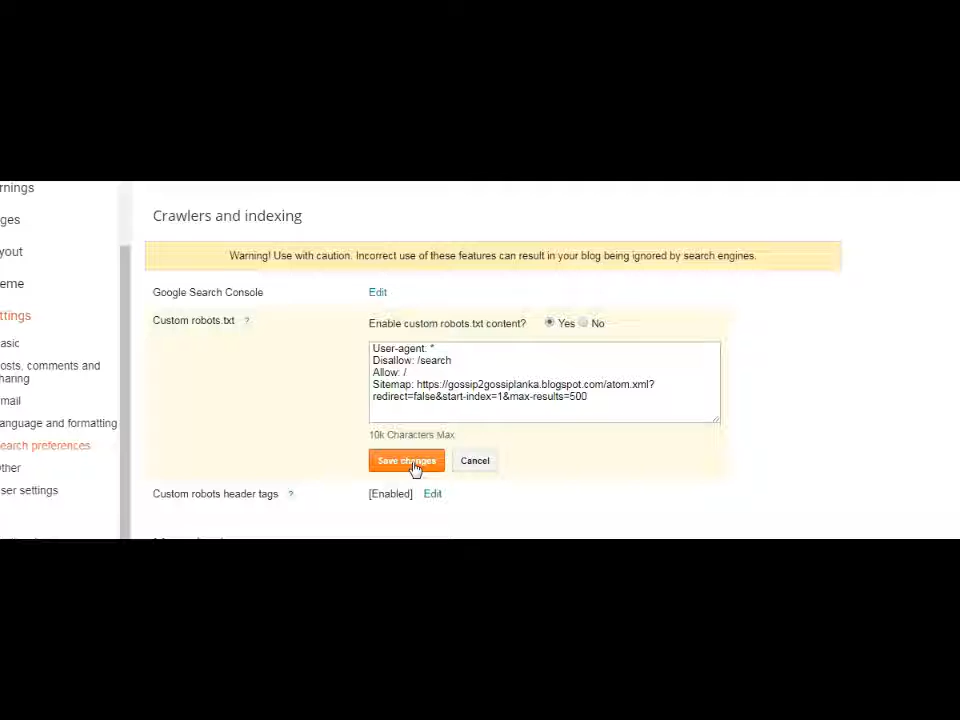 rnings
ges
yout
eme
ttings
asic
osts, comments and
haring
mail
anguage and formatting
earch preferences
ther
ser settings
Crawlers and indexing
Warning! Use with caution. Incorrect use of these features can result in your blog being ignored by search engines.
Google Search Console Edit
Custom robots.txt ? Enable custom robots.txt content? Yes No
User-agent: *
Disallow: /search
Allow: /
Sitemap: https://gossip2gossiplanka.blogspot.com/atom.xml?
redirect=false&start-index=1&max-results=500
10k Characters Max
Save changes Cancel
Custom robots header tags ? [Enabled] Edit